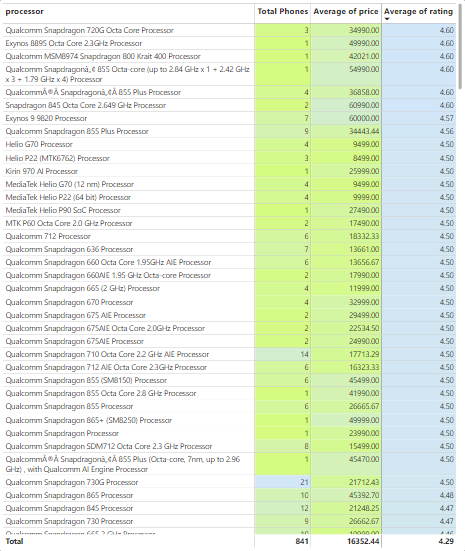 processor Total Phones Average of price Average of rating
Qualcomm Snapdragon 720G Octa Core Processor 3 34990.00 4.60
Exynos 8895 Octa Core 2.3GHz Processor 1 49990.00 4.60
Qualcomm MSM8974 Snapdragon 800 Krait 400 Processor 1 42021.00 4.60
Qualcomm Snapdragonâ„¢ 855 Octa-core (up to 2.84 GHz x 1 + 2.42 GHz 1 54990.00 4.60
x 3 + 1.79 GHz x 4) Processor
QualcommÂ®Â Snapdragonâ„¢Â 855 Plus Processor 4 36858.00 4.60
Snapdragon 845 Octa Core 2.649 GHz Processor 2 60990.00 4.60
Exynos 9 9820 Processor 7 60000.00 4.57
Qualcomm Snapdragon 855 Plus Processor 9 34443.44 4.56
Helio G70 Processor 4 9499.00 4.50
Helio P22 (MTK6762) Processor 3 8499.00 4.50
Kirin 970 AI Processor 1 25999.00 4.50
MediaTek Helio G70 (12 nm) Processor 4 9499.00 4.50
MediaTek Helio P22 (64 bit) Processor 4 9999.00 4.50
MediaTek Helio P90 SoC Processor 1 27490.00 4.50
MTK P60 Octa Core 2.0 GHz Processor 2 17490.00 4.50
Qualcomm 712 Processor 6 18332.33 4.50
Qualcomm Snapdragon 636 Processor 7 13661.00 4.50
Qualcomm Snapdragon 660 Octa Core 1.95GHz AIE Processor 6 13656.67 4.50
Qualcomm Snapdragon 660AIE 1.95 GHz Octa-core Processor 2 17990.00 4.50
Qualcomm Snapdragon 665 (2 GHz) Processor 4 11999.00 4.50
Qualcomm Snapdragon 670 Processor 4 32999.00 4.50
Qualcomm Snapdragon 675 AIE Processor 2 29499.00 4.50
Qualcomm Snapdragon 675AIE Octa Core 2.0GHz Processor 2 22534.50 4.50
Qualcomm Snapdragon 675AIE Processor 2 24990.00 4.50
Qualcomm Snapdragon 710 Octa Core 2.2 GHz AIE Processor 14 17713.29 4.50
Qualcomm Snapdragon 712 AIE Octa Core 2.3GHz Processor 6 16323.33 4.50
Qualcomm Snapdragon 855 (SM8150) Processor 6 45499.00 4.50
Qualcomm Snapdragon 855 Octa Core 2.8 GHz Processor 1 41990.00 4.50
Qualcomm Snapdragon 855 Processor 6 26665.67 4.50
Qualcomm Snapdragon 865+ (SM8250) Processor 1 49999.00 4.50
Qualcomm Snapdragon Processor 1 23990.00 4.50
Qualcomm Snapdragon SDM712 Octa Core 2.3 GHz Processor 8 15499.00 4.50
QualcommÂ®Â Snapdragonâ„¢Â 855 Plus (Octa-core, 7nm, up to 2.96 1 45470.00 4.50
GHz) , with Qualcomm AI Engine Processor
Qualcomm Snapdragon 730G Processor 21 21712.43 4.50
Qualcomm Snapdragon 865 Processor 10 45392.70 4.48
Qualcomm Snapdragon 845 Processor 12 21248.25 4.47
Qualcomm Snapdragon 730 Processor 9 26662.67 4.47
Total 841 16352.44 4.29